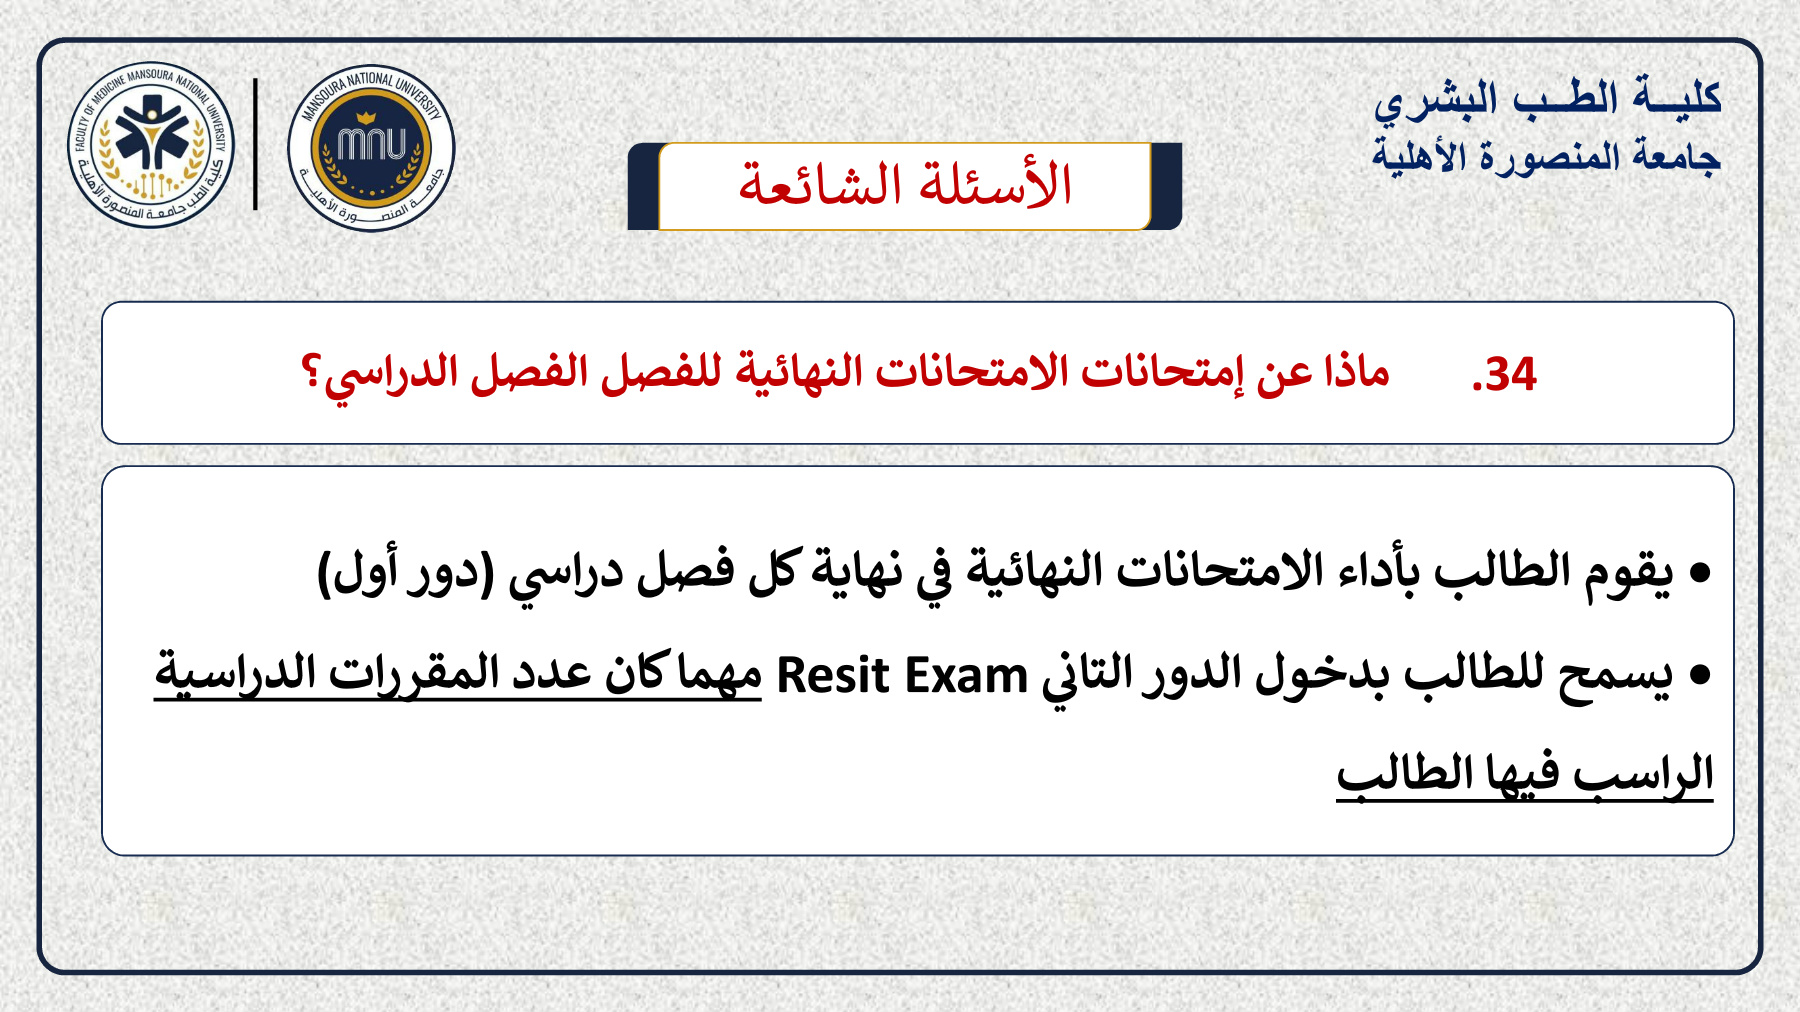 كليـــة الطـــب البشري
جامعة المنصورة الأهلية
FACULTY OF MEDICINE MANSOURA NATIONAL UNIVERSITY
كلية الطب جامعة المنصورة الأهلية
MANSOURA NATIONAL UNIVERSITY
mnu
جامعـــة المنصـــورة الأهليـــة
الأسئلة الشائعة
34. ماذا عن إمتحانات الامتحانات النهائية للفصل الفصل الدراسي؟
• يقوم الطالب بأداء الامتحانات النهائية في نهاية كل فصل دراسي (دور أول)
• يسمح للطالب بدخول الدور التاني Resit Exam مهما كان عدد المقررات الدراسية
الراسب فيها الطالب